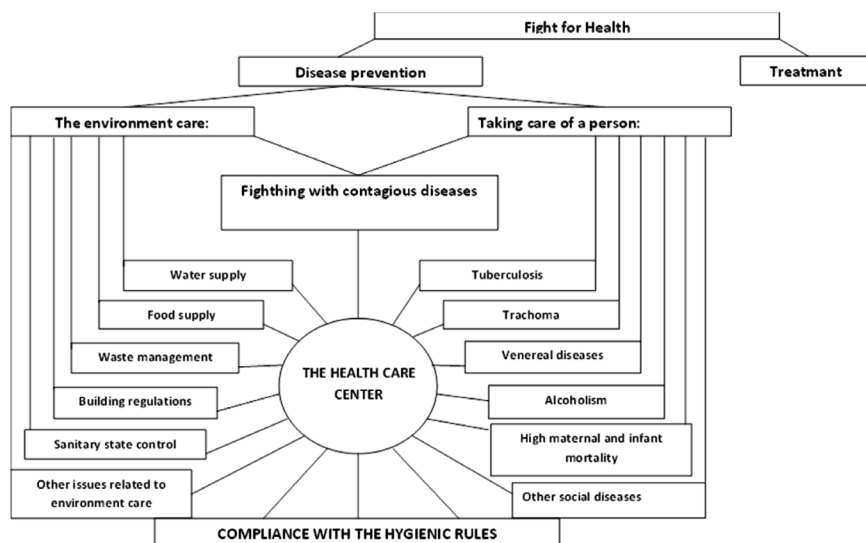 Fight for Health
Disease prevention
Treatmant
The environment care:
Taking care of a person:
Fighthing with contagious diseases
Water supply
Tuberculosis
Food supply
Trachoma
Waste management
Venereal diseases
THE HEALTH CARE
CENTER
Building regulations
Alcoholism
Sanitary state control
High maternal and infant
mortality
Other issues related to
environment care
Other social diseases
COMPLIANCE WITH THE HYGIENIC RULES